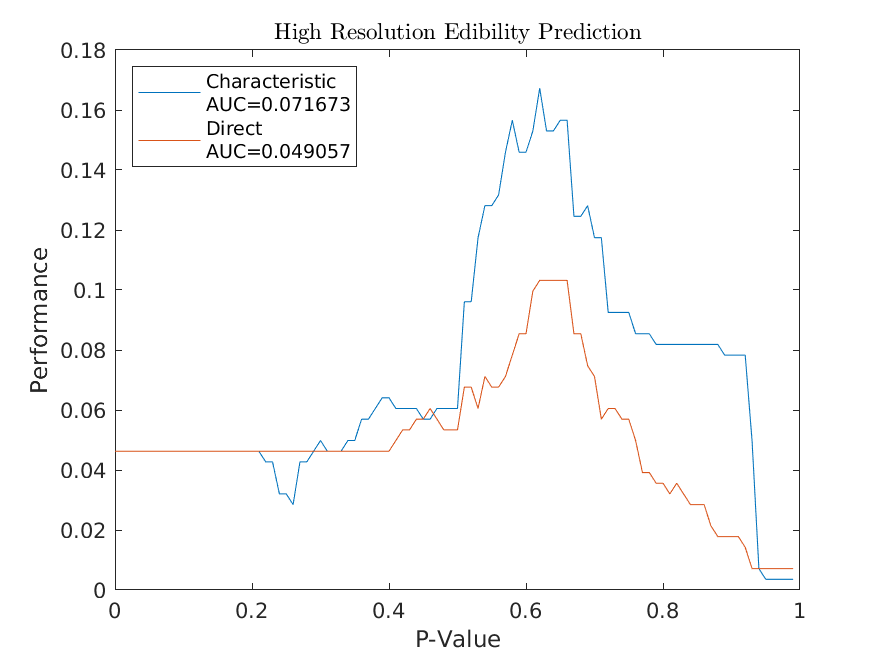 High Resolution Edibility Prediction
0.18
0.16
0.14
0.12
0.1
0.08
0.06
0.04
0.02
0
Performance
Characteristic
AUC=0.071673
Direct
AUC=0.049057
0
0.2
0.4
0.6
0.8
1
P-Value